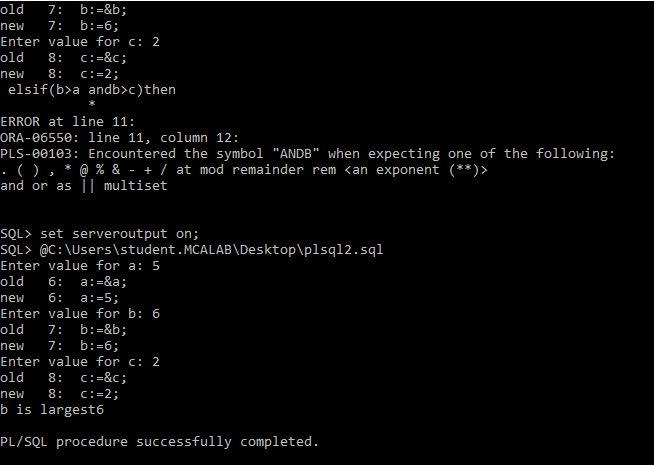 old   7:  b:=&b;
new   7:  b:=6;
Enter value for c: 2
old   8:  c:=&c;
new   8:  c:=2;
 elsif(b>a andb>c)then
           *
ERROR at line 11:
ORA-06550: line 11, column 12:
PLS-00103: Encountered the symbol "ANDB" when expecting one of the following:
. ( ) , * @ % & - + / at mod remainder rem <an exponent (**)>
and or as || multiset
SQL> set serveroutput on;
SQL> @C:\Users\student.MCALAB\Desktop\plsql2.sql
Enter value for a: 5
old   6:  a:=&a;
new   6:  a:=5;
Enter value for b: 6
old   7:  b:=&b;
new   7:  b:=6;
Enter value for c: 2
old   8:  c:=&c;
new   8:  c:=2;
b is largest6
PL/SQL procedure successfully completed.